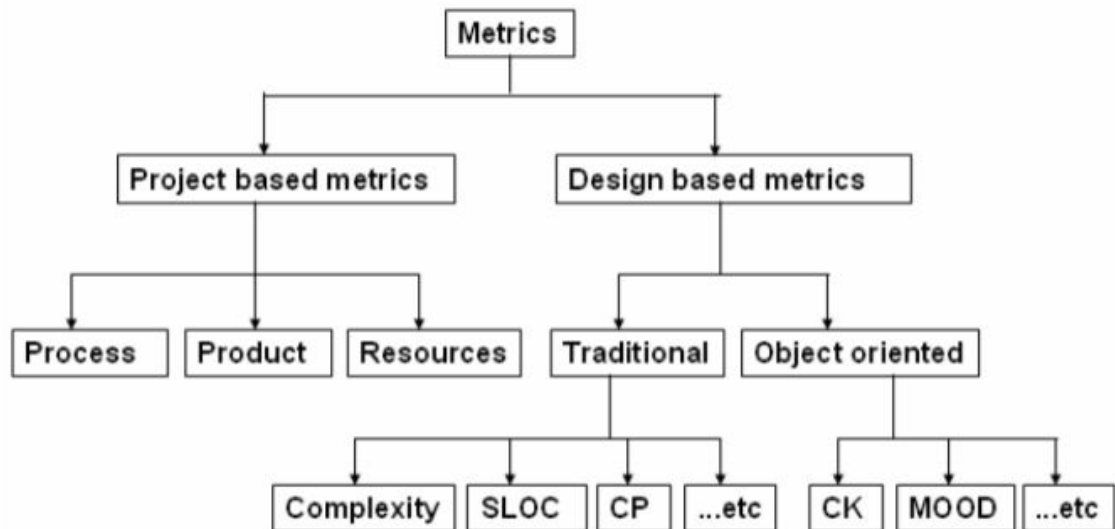 Metrics
Project based metrics
Design based metrics
Process
Product
Resources
Traditional
Object oriented
Complexity
SLOC
CP
...etc
CK
MOOD
...etc